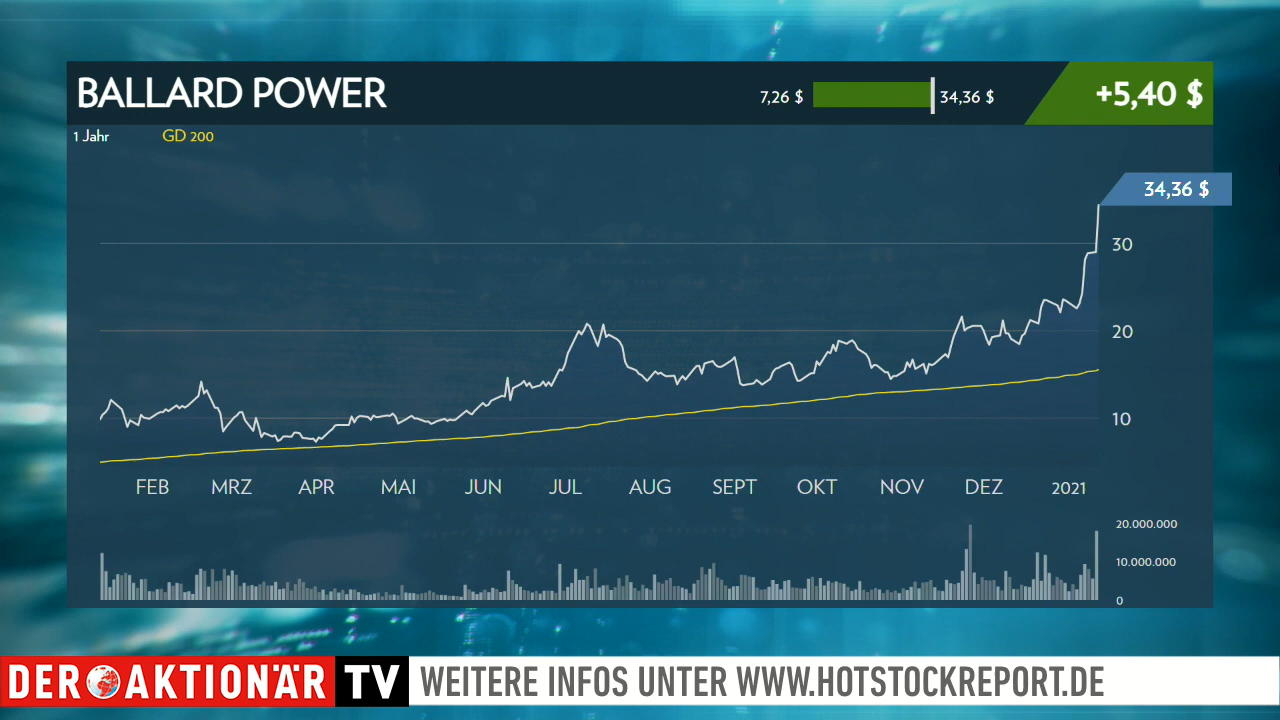 BALLARD POWER
7,26 $ 34,36 $
+5,40 $
1 Jahr GD 200
34,36 $
30
20
10
FEB MRZ APR MAI JUN JUL AUG SEPT OKT NOV DEZ 2021
20.000.000
10.000.000
0
DER AKTIONÄR TV WEITERE INFOS UNTER WWW.HOTSTOCKREPORT.DE